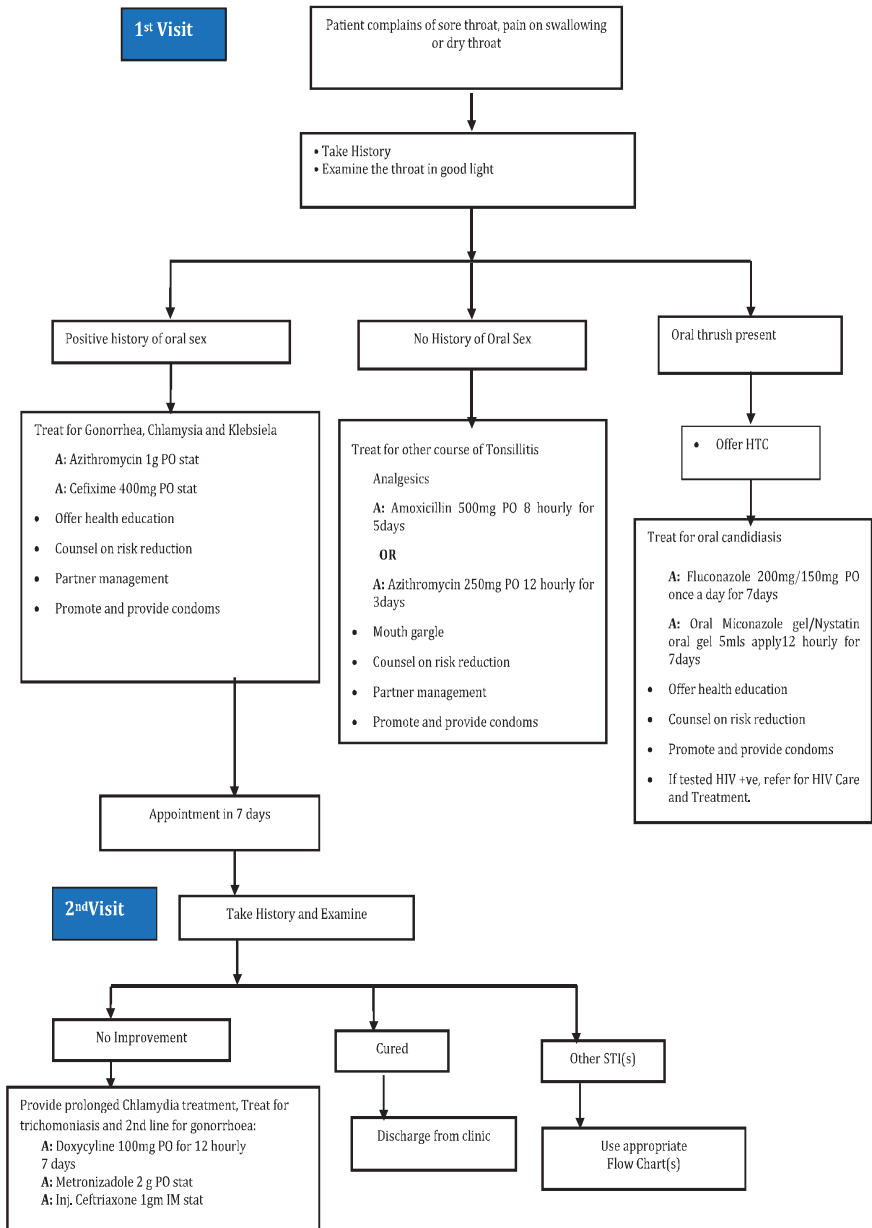 1st Visit
Patient complains of sore throat, pain on swallowing
or dry throat
• Take History
• Examine the throat in good light
Positive history of oral sex
No History of Oral Sex
Oral thrush present
Treat for Gonorrhea, Chlamysia and Klebsiela
A: Azithromycin 1g PO stat
A: Cefixime 400mg PO stat
• Offer health education
• Counsel on risk reduction
• Partner management
• Promote and provide condoms
Treat for other course of Tonsillitis
Analgesics
A: Amoxicillin 500mg PO 8 hourly for
5days
OR
A: Azithromycin 250mg PO 12 hourly for
3days
• Mouth gargle
• Counsel on risk reduction
• Partner management
• Promote and provide condoms
• Offer HTC
Treat for oral candidiasis
A: Fluconazole 200mg/150mg PO
once a day for 7days
A: Oral Miconazole gel/Nystatin
oral gel 5mls apply12 hourly for
7days
• Offer health education
• Counsel on risk reduction
• Promote and provide condoms
• If tested HIV +ve, refer for HIV Care
and Treatment.
Appointment in 7 days
2ndVisit
Take History and Examine
No Improvement
Cured
Other STI(s)
Provide prolonged Chlamydia treatment, Treat for
trichomoniasis and 2nd line for gonorrhoea:
A: Doxycyline 100mg PO for 12 hourly
7 days
A: Metronizadole 2 g PO stat
A: Inj. Ceftriaxone 1gm IM stat
Discharge from clinic
Use appropriate
Flow Chart(s)